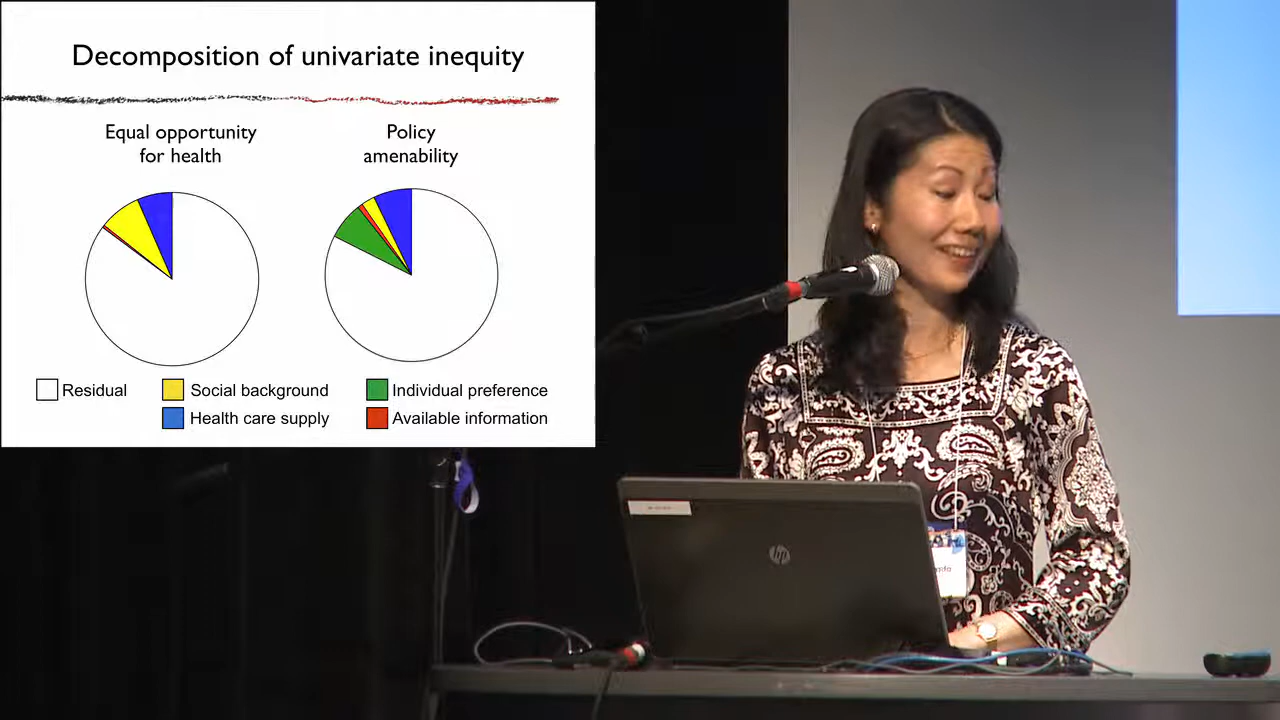 Decomposition of univariate inequity
Equal opportunity
for health
Policy
amenability
Residual
Social background
Individual preference
Health care supply
Available information
hp